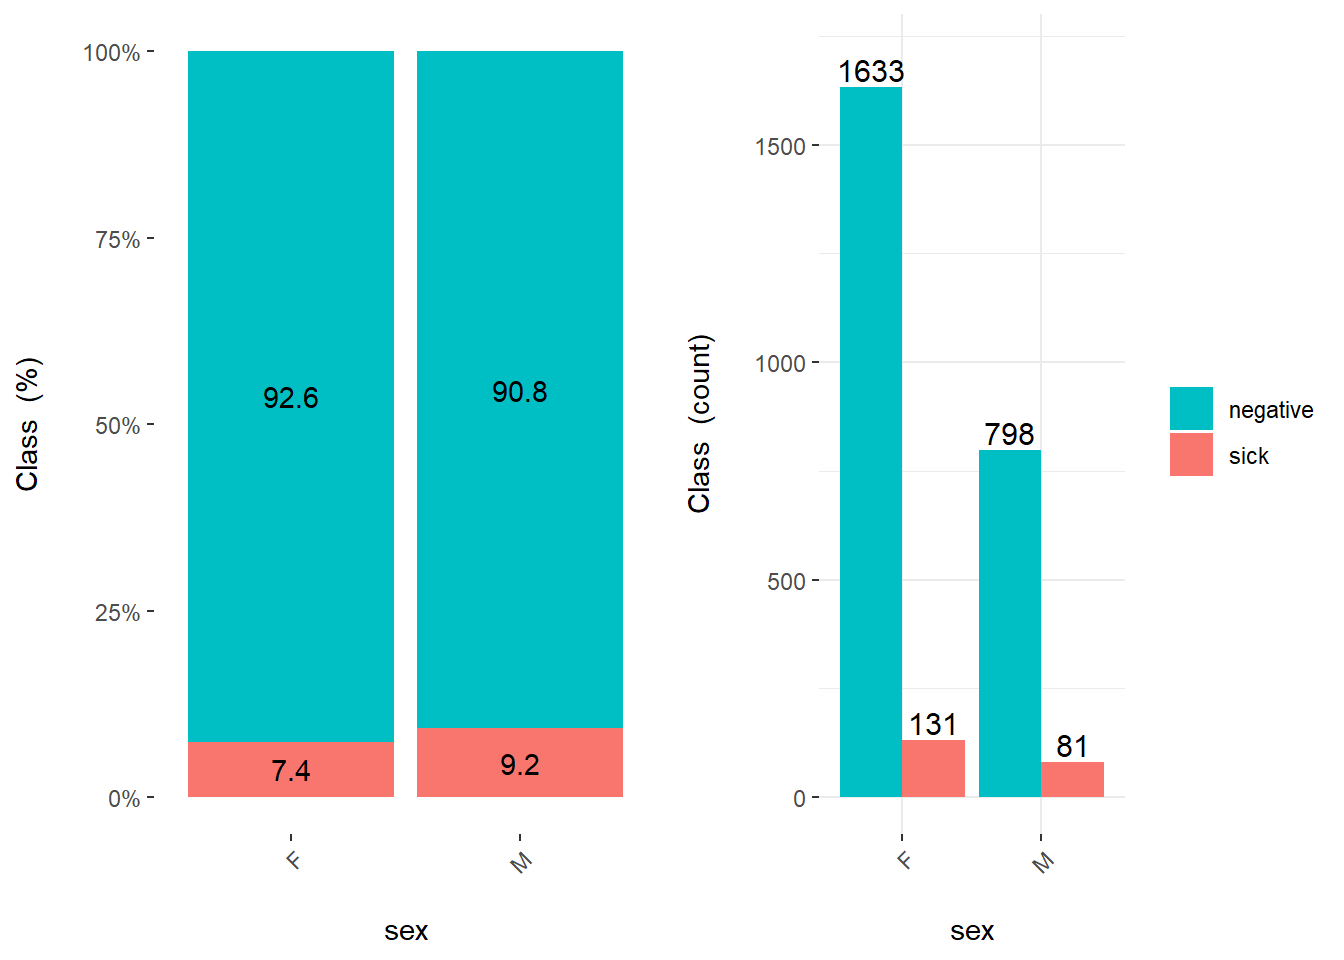 Class (%)
100%
75%
50%
25%
0%
92.6
90.8
7.4
9.2
F
M
sex
Class (count)
1500
1000
500
0
1633
798
131
81
F
M
sex
negative
sick